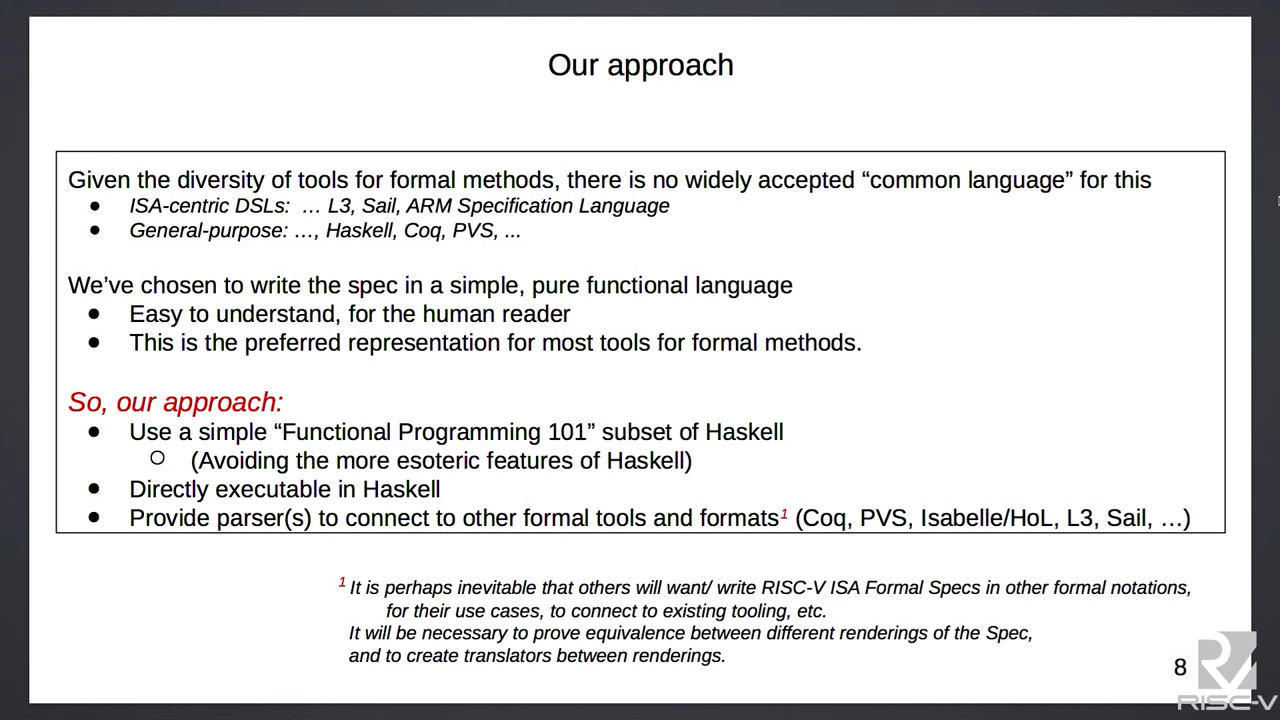 Our approach
Given the diversity of tools for formal methods, there is no widely accepted “common language” for this
● ISA-centric DSLs: … L3, Sail, ARM Specification Language
● General-purpose: …, Haskell, Coq, PVS, ...
We’ve chosen to write the spec in a simple, pure functional language
● Easy to understand, for the human reader
● This is the preferred representation for most tools for formal methods.
So, our approach:
● Use a simple “Functional Programming 101” subset of Haskell
○ (Avoiding the more esoteric features of Haskell)
● Directly executable in Haskell
● Provide parser(s) to connect to other formal tools and formats¹ (Coq, PVS, Isabelle/HoL, L3, Sail, …)
¹ It is perhaps inevitable that others will want/ write RISC-V ISA Formal Specs in other formal notations,
for their use cases, to connect to existing tooling, etc.
It will be necessary to prove equivalence between different renderings of the Spec,
and to create translators between renderings.
8
RISC-V